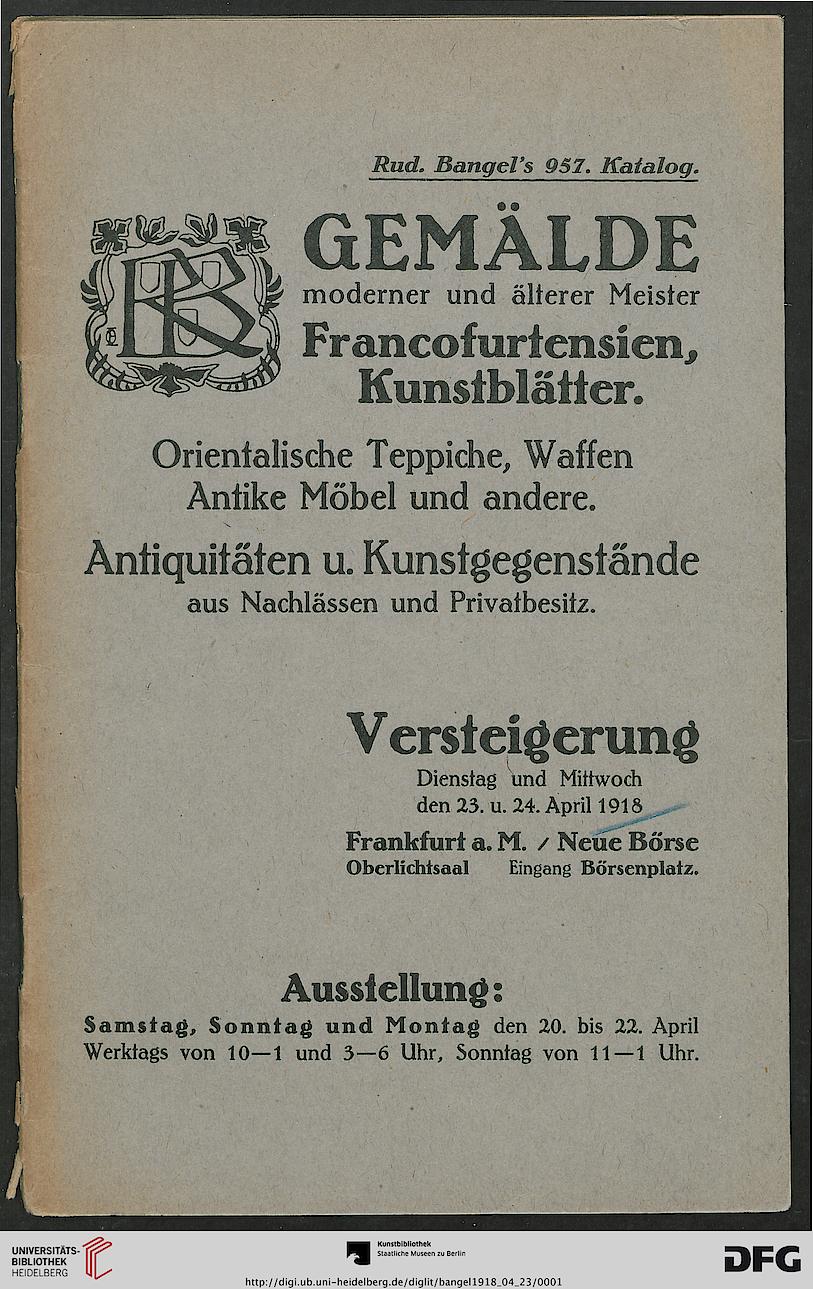 Rud. Bangel's 957. Katalog.
GEMÄLDE
moderner und älterer Meister
Francofurtensien,
Kunstblätter.
Orientalische Teppiche, Waffen
Antike Möbel und andere.
Antiquitäten u. Kunstgegenstände
aus Nachlässen und Privatbesitz.
Versteigerung
Dienstag und Mittwoch
den 23. u. 24. April 1918
Frankfurt a. M. / Neue Börse
Oberlichtsaal Eingang Börsenplatz.
Ausstellung:
Samstag, Sonntag und Montag den 20. bis 22. April
Werktags von 10—1 und 3—6 Uhr, Sonntag von 11—1 Uhr.
UNIVERSITÄTS-
BIBLIOTHEK
HEIDELBERG
Kunstbibliothek
Staatliche Museen zu Berlin
DFG
http://digi.ub.uni-heidelberg.de/diglit/bangel1918_04_23/0001